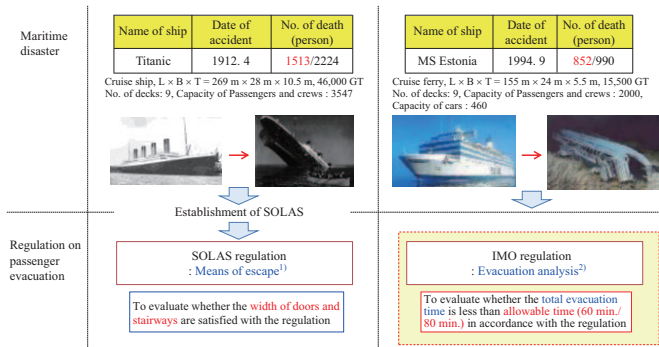 Maritime
disaster
Name of ship
Date of
accident
No. of death
(person)
Titanic
1912. 4
1513/2224
Cruise ship, L × B × T = 269 m × 28 m × 10.5 m, 46,000 GT
No. of decks: 9, Capacity of Passengers and crews : 3547
Name of ship
Date of
accident
No. of death
(person)
MS Estonia
1994. 9
852/990
Cruise ferry, L × B × T = 155 m × 24 m × 5.5 m, 15,500 GT
No. of decks: 9, Capacity of Passengers and crews : 2000,
Capacity of cars : 460
Establishment of SOLAS
Regulation on
passenger
evacuation
SOLAS regulation
: Means of escape1)
To evaluate whether the width of doors and
stairways are satisfied with the regulation
IMO regulation
: Evacuation analysis2)
To evaluate whether the total evacuation
time is less than allowable time (60 min./
80 min.) in accordance with the regulation